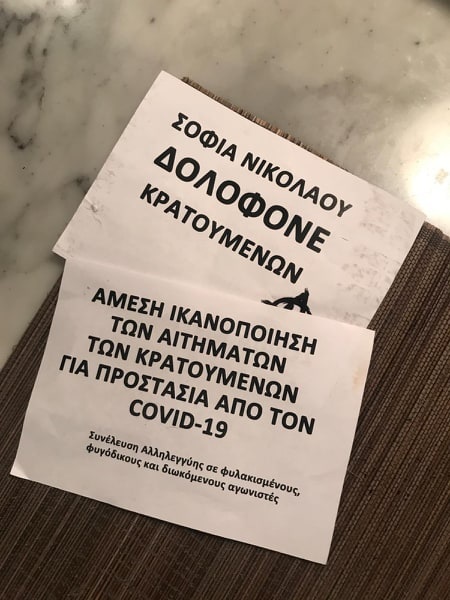 ΣΟΦΙΑ ΝΙΚΟΛΑΟΥ
ΔΟΛΟΦΟΝΕ
ΚΡΑΤΟΥΜΕΝΩΝ
ΑΜΕΣΗ ΙΚΑΝΟΠΟΙΗΣΗ
ΤΩΝ ΑΙΤΗΜΑΤΩΝ
ΤΩΝ ΚΡΑΤΟΥΜΕΝΩΝ
ΓΙΑ ΠΡΟΣΤΑΣΙΑ ΑΠΟ ΤΟΝ
COVID-19
Συνέλευση Αλληλεγγύης σε φυλακισμένους,
φυγόδικους και διωκόμενους αγωνιστές